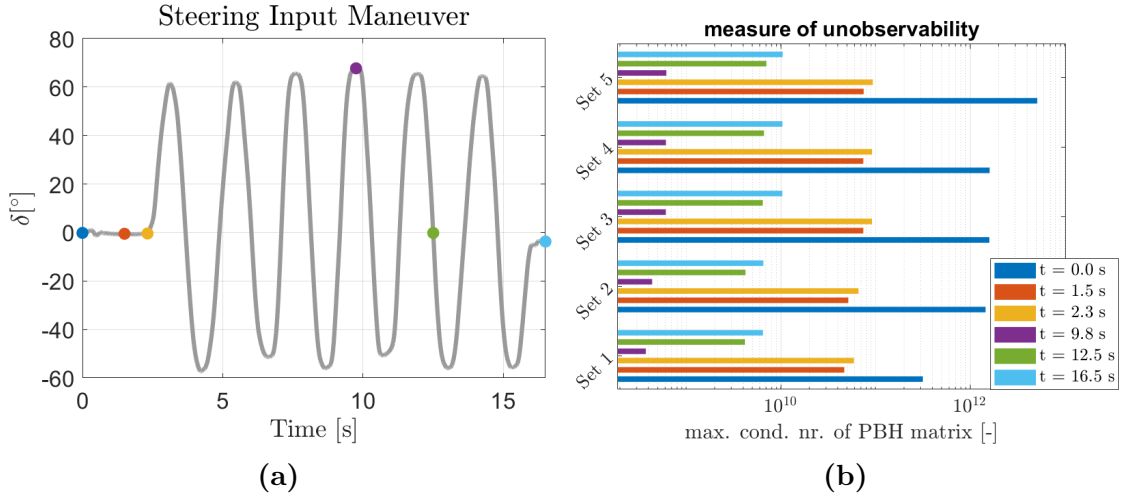 Steering Input Maneuver
80
60
40
20
0
-20
-40
-60
δ[°]
0
5
10
15
Time [s]
(a)
measure of unobservability
Set 5
Set 4
Set 3
Set 2
Set 1
t = 0.0 s
t = 1.5 s
t = 2.3 s
t = 9.8 s
t = 12.5 s
t = 16.5 s
10^10
10^12
max. cond. nr. of PBH matrix [-]
(b)